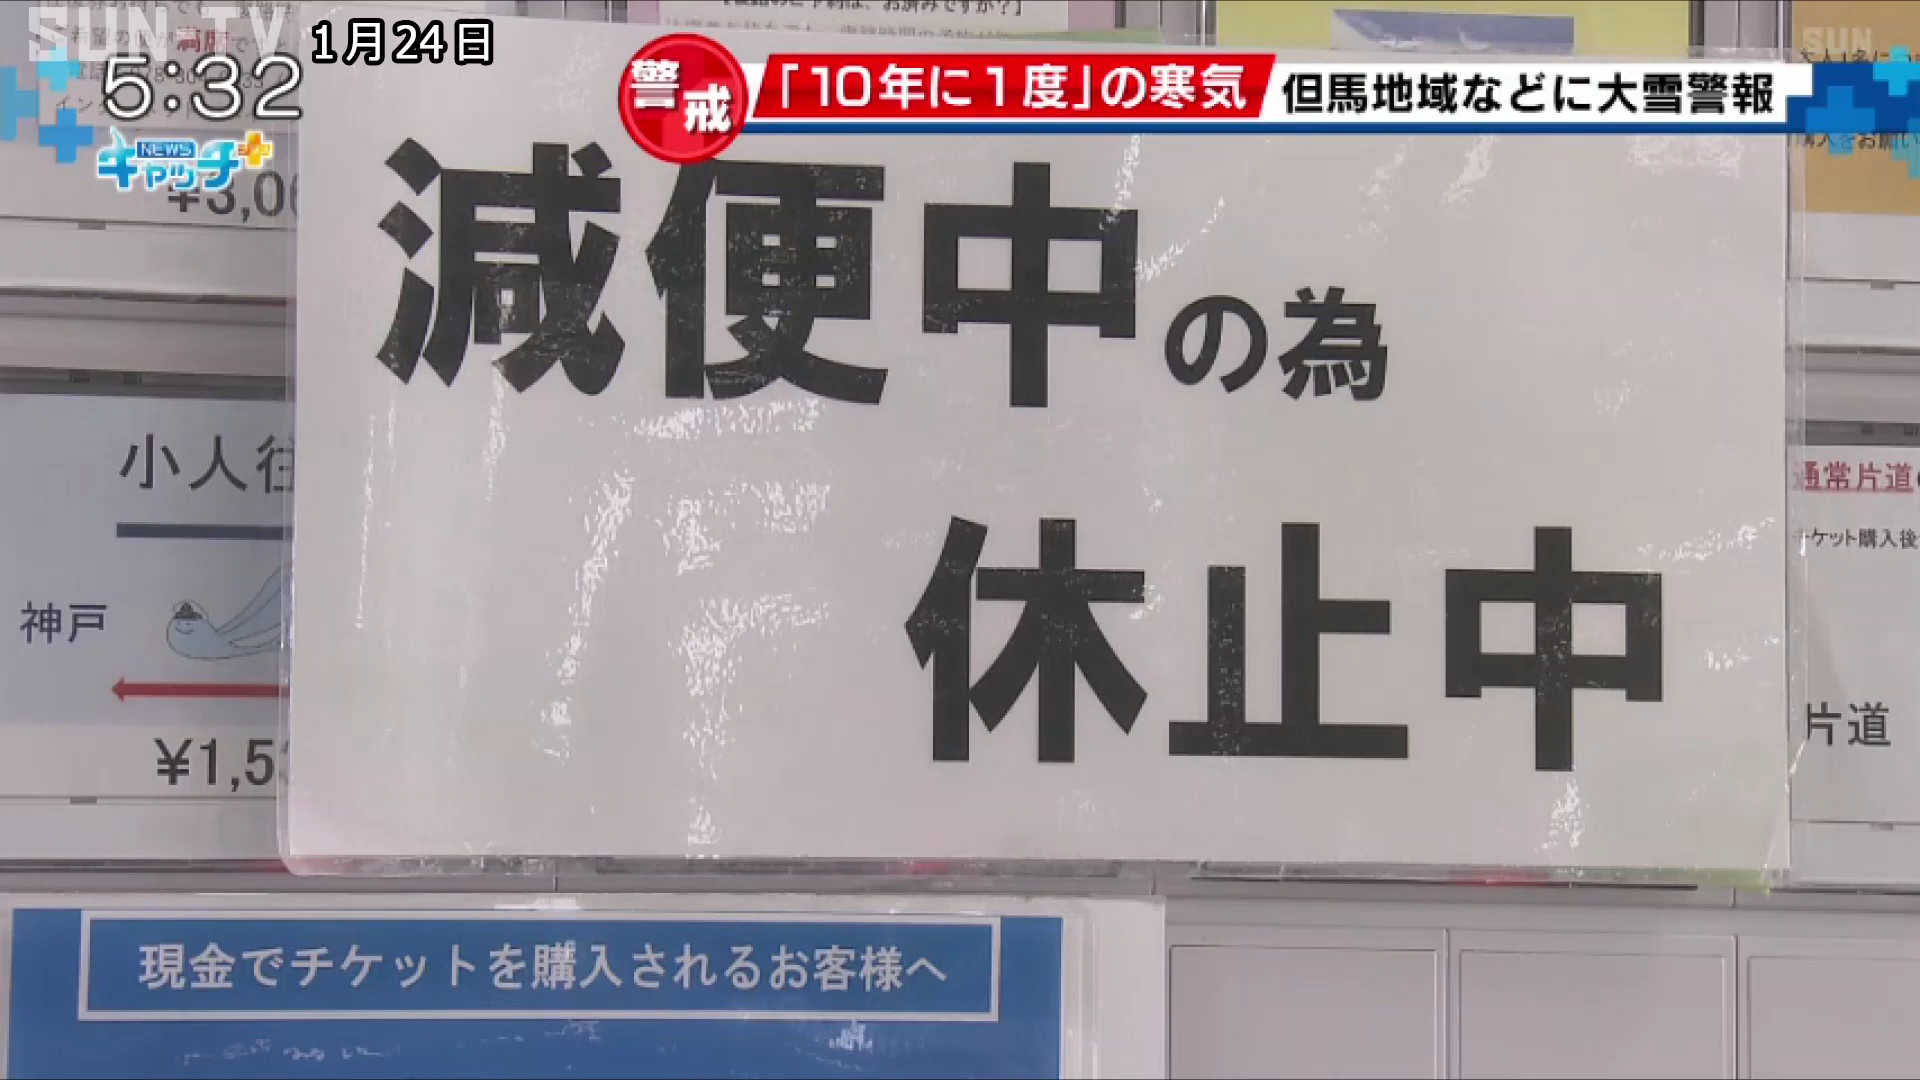 SUN TV
1月24日
5:32
NEWS
キャッチ+
警戒
「10年に1度」の寒気
但馬地域などに大雪警報
SUN
減便中の為
休止中
小人往
神戸
¥3,0
¥1,5
通常片道
チケット購入後
片道
現金でチケットを購入されるお客様へ